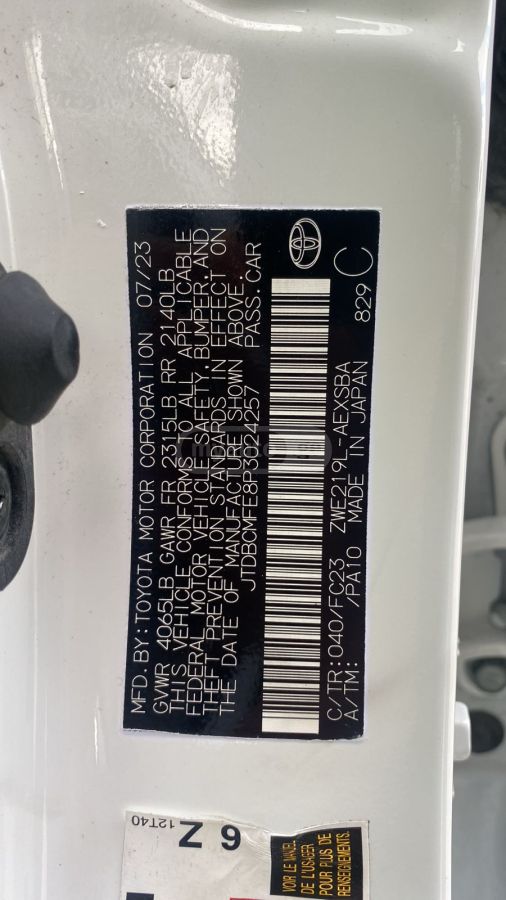 MFD. BY: TOYOTA MOTOR CORPORATION 07/23
GVWR 4065LB GAWR FR 2315LB RR 2140LB
THIS VEHICLE CONFORMS TO ALL APPLICABLE
FEDERAL MOTOR VEHICLE SAFETY, BUMPER, AND
THEFT PREVENTION STANDARDS IN EFFECT ON
THE DATE OF MANUFACTURE SHOWN ABOVE.
JTDBCMFE8P3024257 PASS. CAR
C/TR: 040/FC23 ZWE219L-AEXSBA
A/TM: /PA10 MADE IN JAPAN 829 C
6 Z
12T40
VOIR LE MANUEL
DE L'USAGER
POUR PLUS DE
RENSEIGNEMENTS.